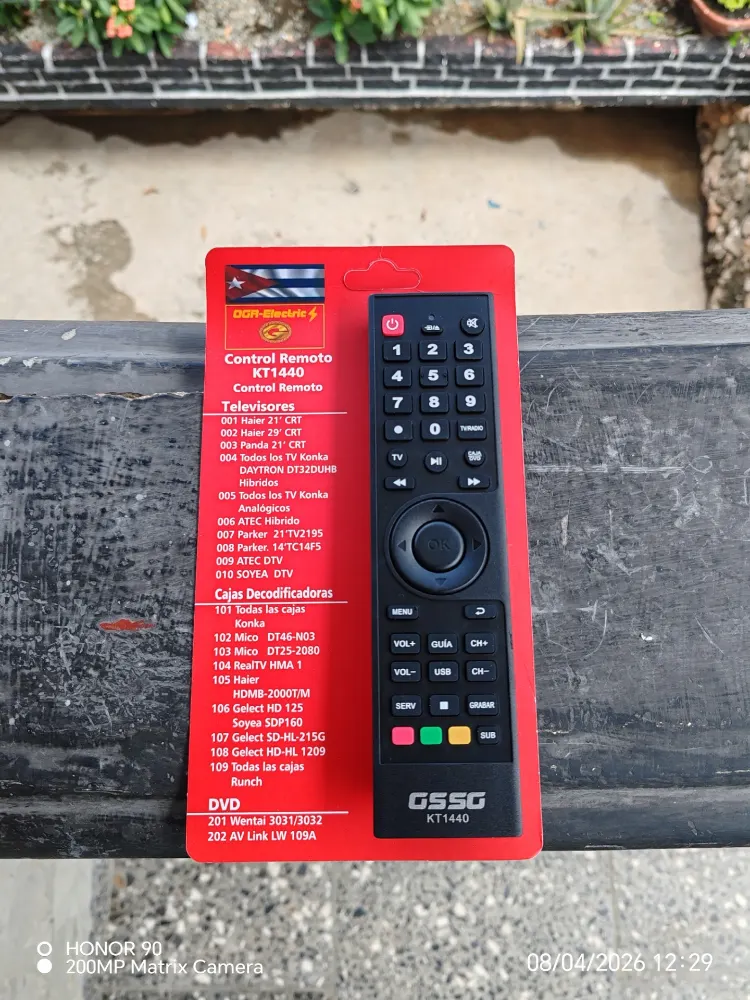 DGA-Electric
Control Remoto
KT1440
Control Remoto
Televisores
001 Haier 21' CRT
002 Haier 29' CRT
003 Panda 21' CRT
004 Todos los TV Konka
DAYTRON DT32DUHB
Hibridos
005 Todos los TV Konka
Analógicos
006 ATEC Hibrido
007 Parker 21'TV2195
008 Parker. 14'TC14F5
009 ATEC DTV
010 SOYEA DTV
Cajas Decodificadoras
101 Todas las cajas
Konka
102 Mico DT46-N03
103 Mico DT25-2080
104 RealTV HMA 1
105 Haier
HDMB-2000T/M
106 Gelect HD 125
Soyea SDP160
107 Gelect SD-HL-215G
108 Gelect HD-HL 1209
109 Todas las cajas
Runch
DVD
201 Wentai 3031/3032
202 AV Link LW 109A
1 2 3
4 5 6
7 8 9
0 TV/RADIO
TV CAJA
DVD
OK
MENU
VOL+ GUÍA CH+
VOL- USB CH-
SERV GRABAR
SUB
GSSG
KT1440
HONOR 90
200MP Matrix Camera
08/04/2026 12:29